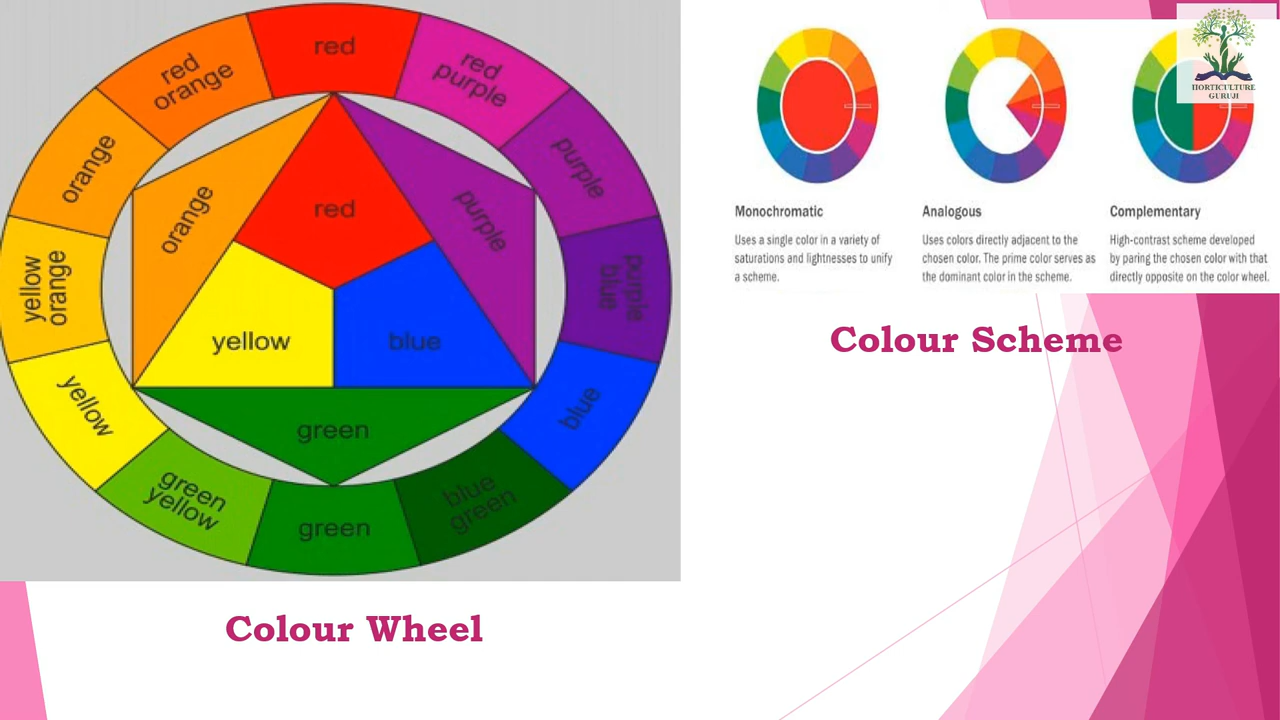 red
red
purple
purple
purple
blue
blue
blue
green
green
green
yellow
yellow
yellow
orange
orange
red
orange
red
orange
purple
yellow
blue
green
Colour Wheel
HORTICULTURE
GURUJI
Monochromatic
Uses a single color in a variety of
saturations and lightnesses to unify
a scheme.
Analogous
Uses colors directly adjacent to the
chosen color. The prime color serves as
the dominant color in the scheme.
Complementary
High-contrast scheme developed
by paring the chosen color with that
directly opposite on the color wheel.
Colour Scheme